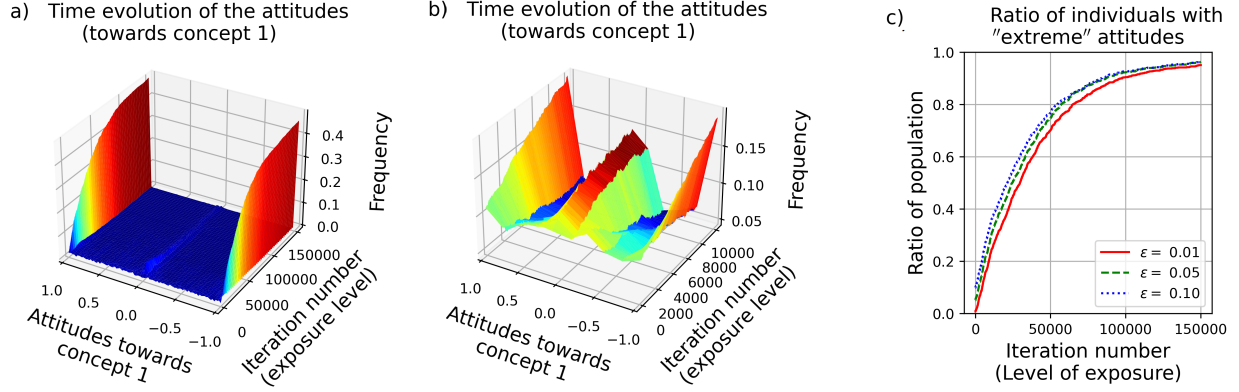 a) Time evolution of the attitudes
(towards concept 1)
0.4
0.3
0.2
0.1
0.0
Frequency
1.0
0.5
0.0
−0.5
−1.0
Attitudes towards
concept 1
0
50000
100000
150000
Iteration number
(exposure level)
b) Time evolution of the attitudes
(towards concept 1)
0.15
0.10
0.05
Frequency
1.0
0.5
0.0
−0.5
−1.0
Attitudes towards
concept 1
0
2000
4000
6000
8000
10000
Iteration number
(exposure level)
c) Ratio of individuals with
″extreme″ attitudes
1.0
0.8
0.6
0.4
0.2
0.0
Ratio of population
ε = 0.01
ε = 0.05
ε = 0.10
0 50000 100000 150000
Iteration number
(Level of exposure)